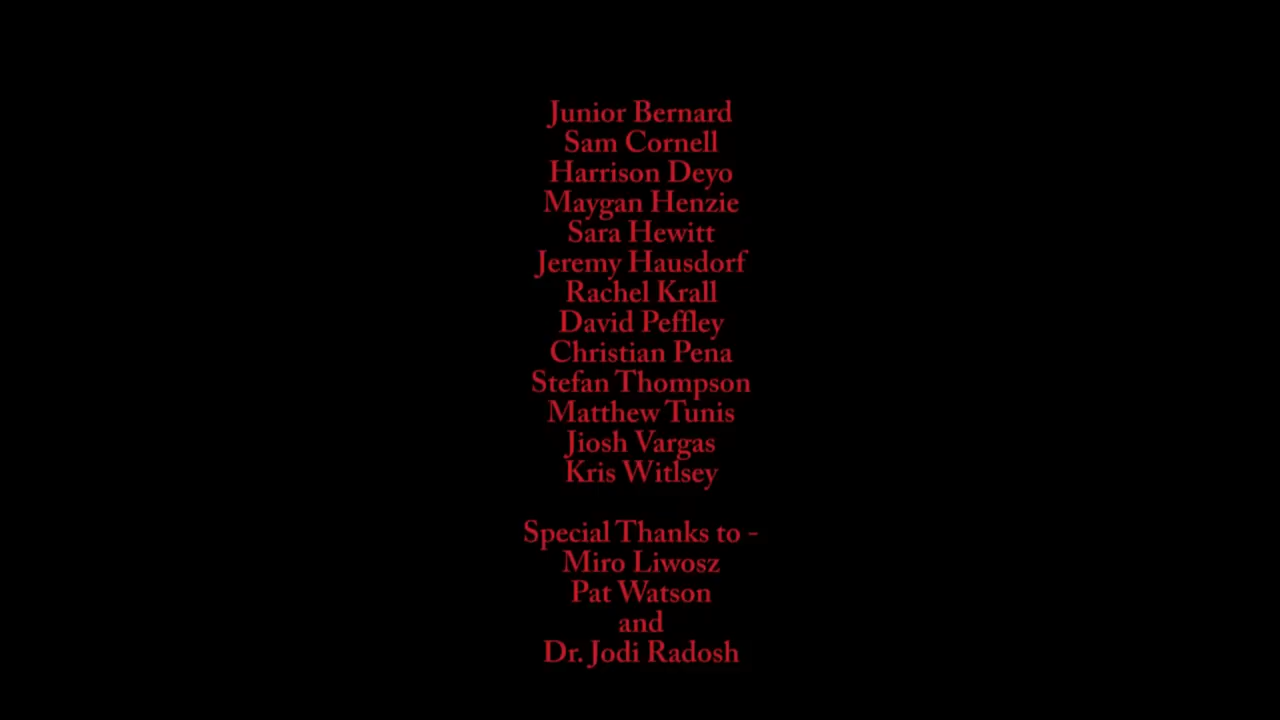 Junior Bernard
Sam Cornell
Harrison Deyo
Maygan Henzie
Sara Hewitt
Jeremy Hausdorf
Rachel Krall
David Peffley
Christian Pena
Stefan Thompson
Matthew Tunis
Jiosh Vargas
Kris Witlsey
Special Thanks to -
Miro Liwosz
Pat Watson
and
Dr. Jodi Radosh